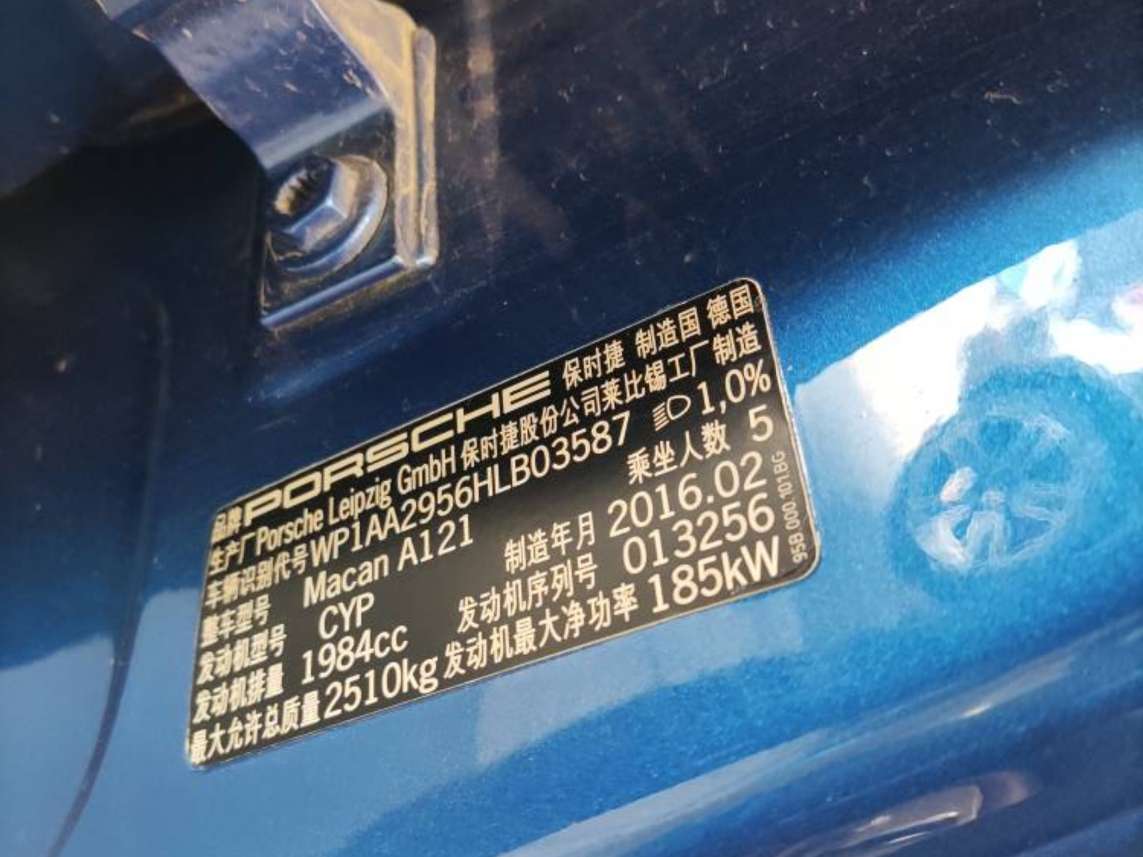 品牌 PORSCHE 保时捷 制造国 德国
生产厂 Porsche Leipzig GmbH 保时捷股份公司莱比锡工厂制造
车辆识别代号 WP1AA2956HLB03587 1,0%
整车型号 Macan A121 乘坐人数 5
发动机型号 CYP 制造年月 2016.02
发动机排量 1984cc 发动机序列号 013256
最大允许总质量 2510kg 发动机最大净功率 185kW
95B.000.101.BG